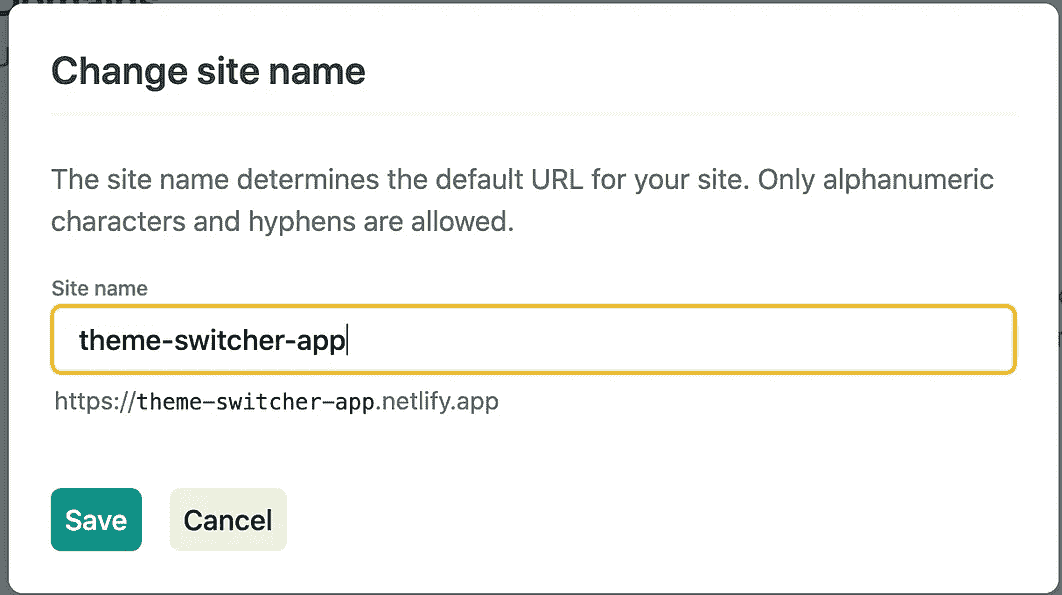 Change site name
The site name determines the default URL for your site. Only alphanumeric
characters and hyphens are allowed.
Site name
theme-switcher-app
https://theme-switcher-app.netlify.app
Save Cancel